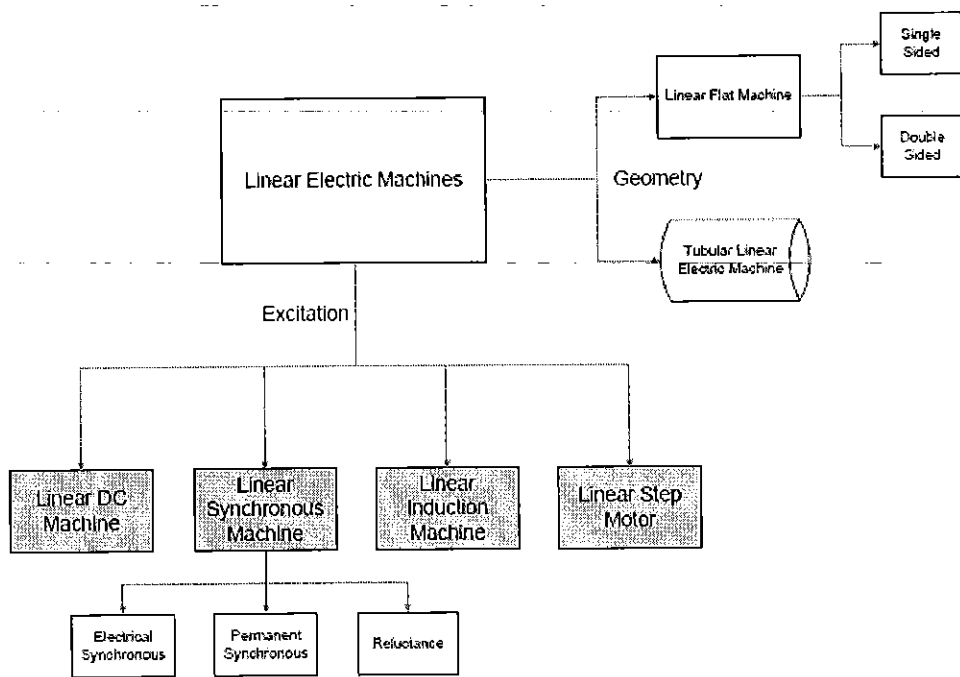 Single
Sided
Linear Flat Machine
Double
Sided
Linear Electric Machines
Geometry
Tubular Linear
Electric Machine
Excitation
Linear DC
Machine
Linear
Synchronous
Machine
Linear
Induction
Machine
Linear Step
Motor
Electrical
Synchronous
Permanent
Synchronous
Reluctance